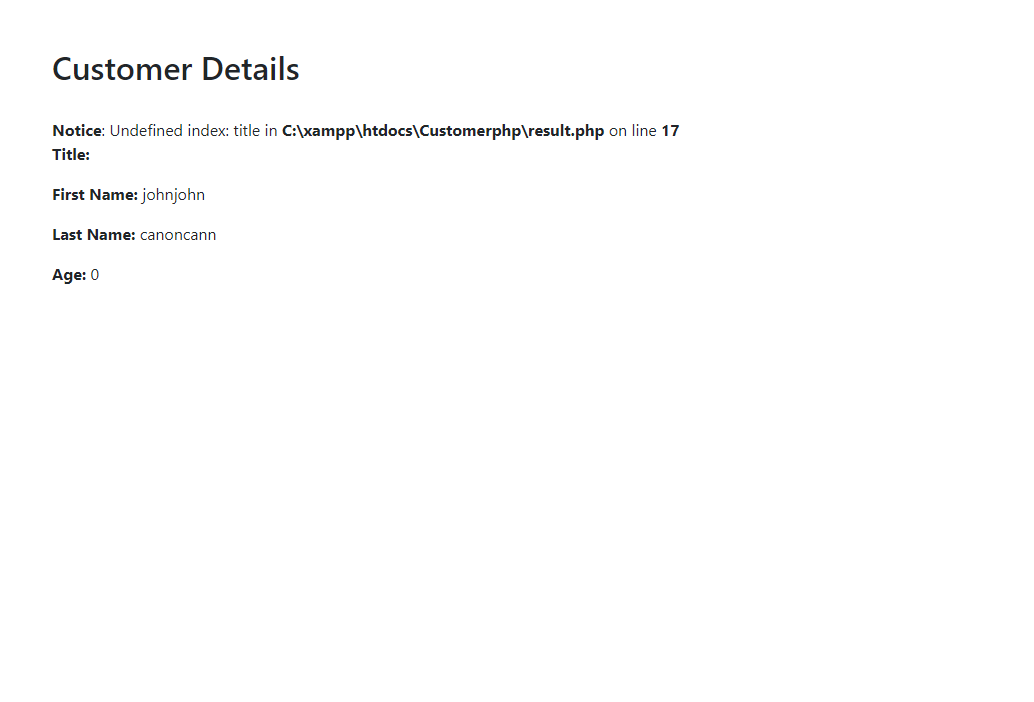 Customer Details
Notice: Undefined index: title in C:\xampp\htdocs\Customerphp\result.php on line 17
Title:
First Name: johnjohn
Last Name: canoncann
Age: 0